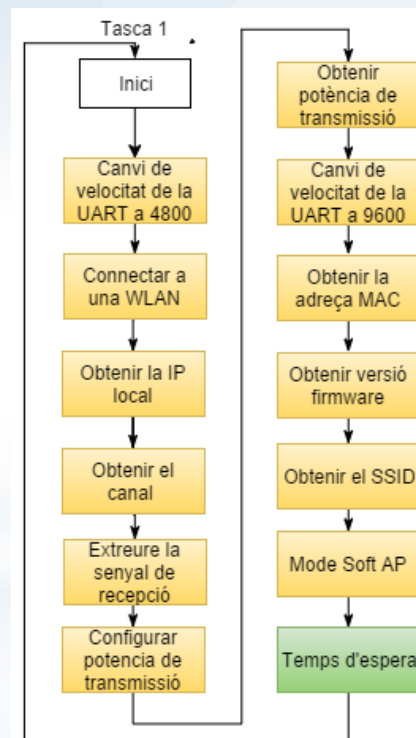 Tasca 1
Inici
Canvi de
velocitat de la
UART a 4800
Connectar a
una WLAN
Obtenir la IP
local
Obtenir el
canal
Extreure la
senyal de
recepció
Configurar
potencia de
transmissió
Obtenir
potència de
transmissió
Canvi de
velocitat de la
UART a 9600
Obtenir la
adreça MAC
Obtenir versió
firmware
Obtenir el SSID
Mode Soft AP
Temps d'espera